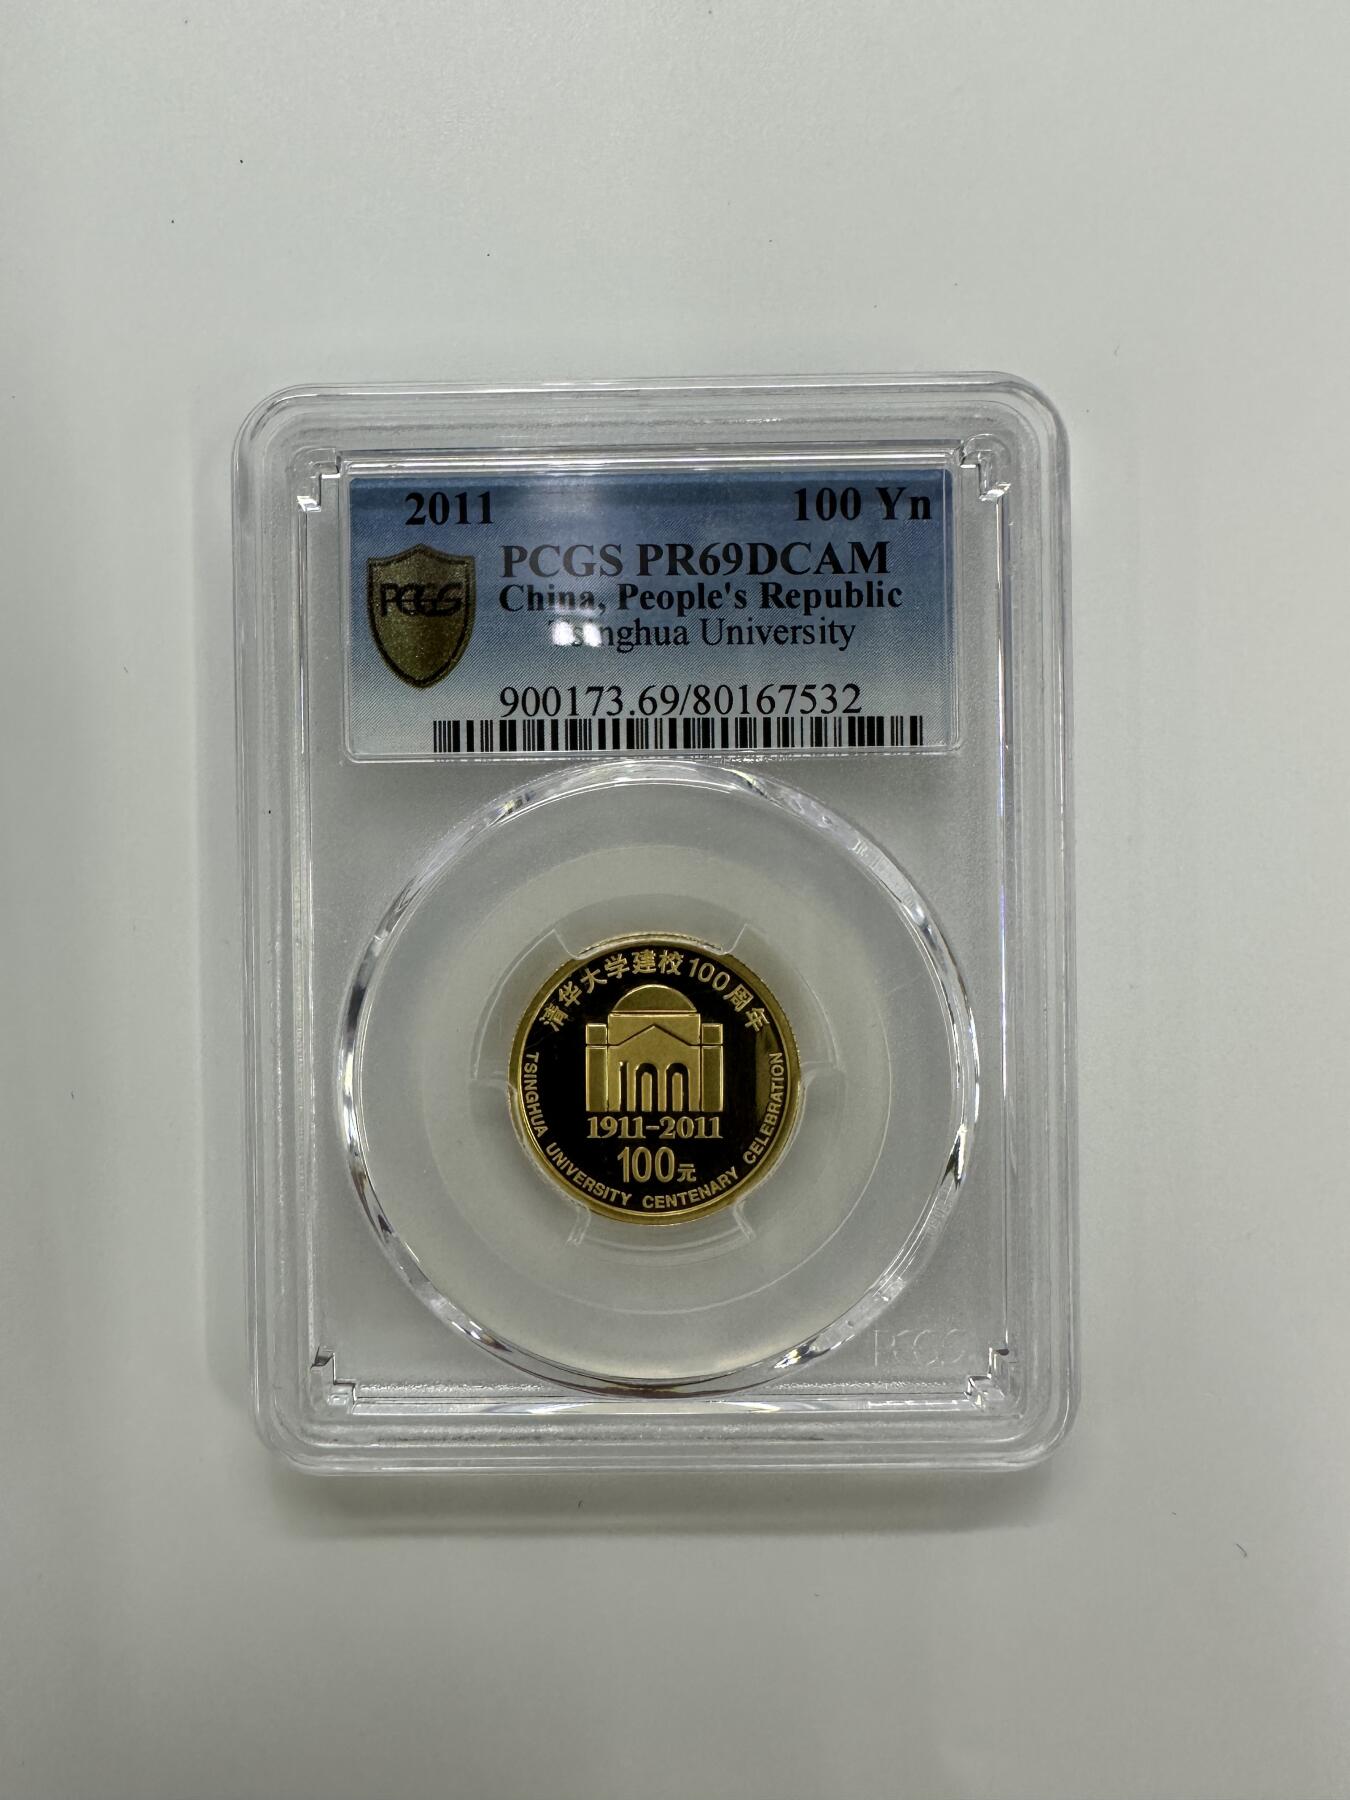 2011 100 Yn
PCGS PR69DCAM
China, People's Republic
Tsinghua University
900173.69/80167532
PCGS
清华大学建校100周年
1911-2011
100元
TSINGHUA UNIVERSITY CENTENARY CELEBRATION
PCGS